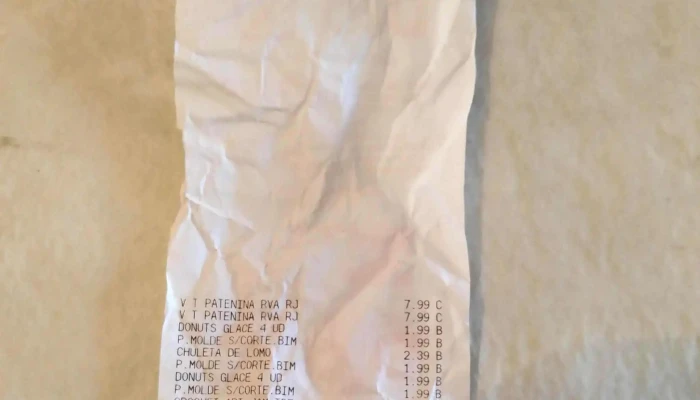 V T PATENINA RVA RJ 7.99 C
V T PATENINA RVA RJ 7.99 C
DONUTS GLACE 4 UD 1.99 B
P.MOLDE S/CORTE.BIM 1.99 B
CHULETA DE LOMO 2.39 B
P.MOLDE S/CORTE.BIM 1.99 B
DONUTS GLACE 4 UD 1.99 B
P.MOLDE S/CORTE.BIM 1.99 B